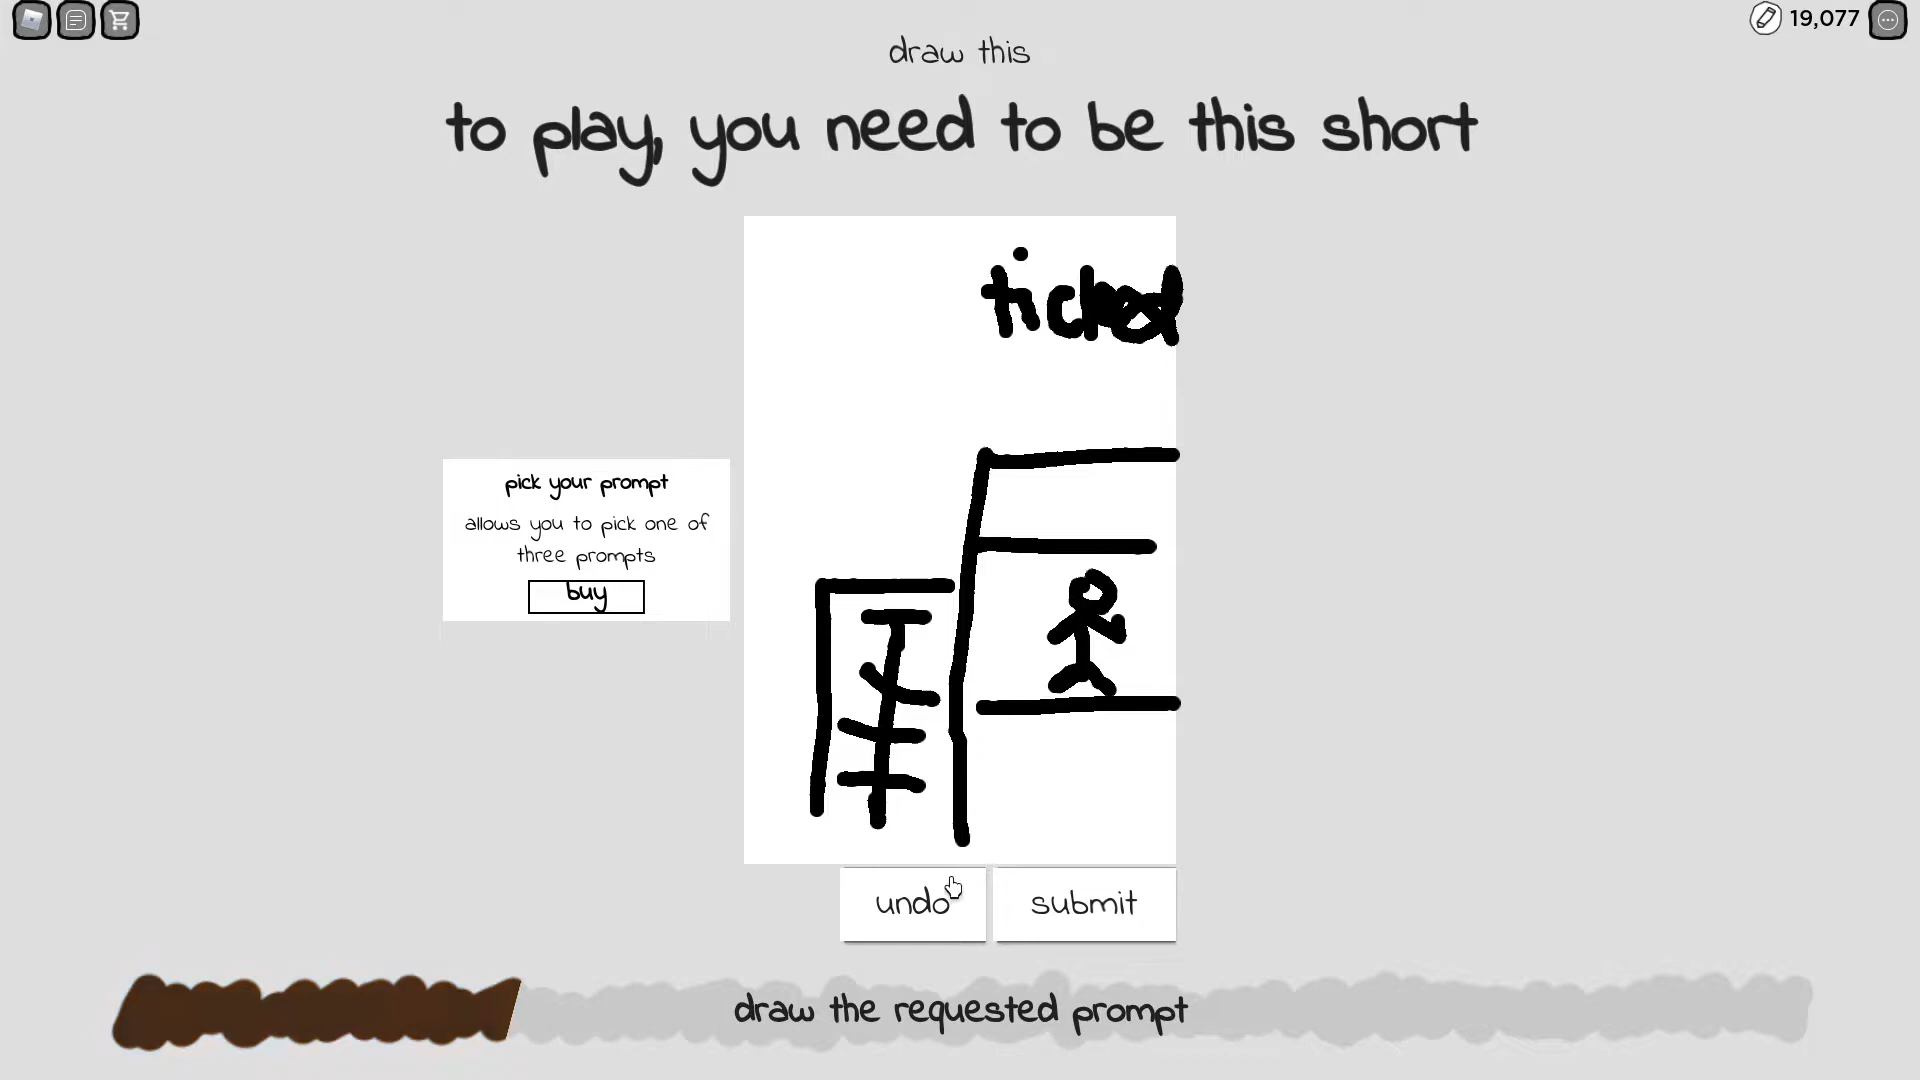 19,077
draw this
to play, you need to be this short
pick your prompt
allows you to pick one of
three prompts
buy
undo
submit
draw the requested prompt